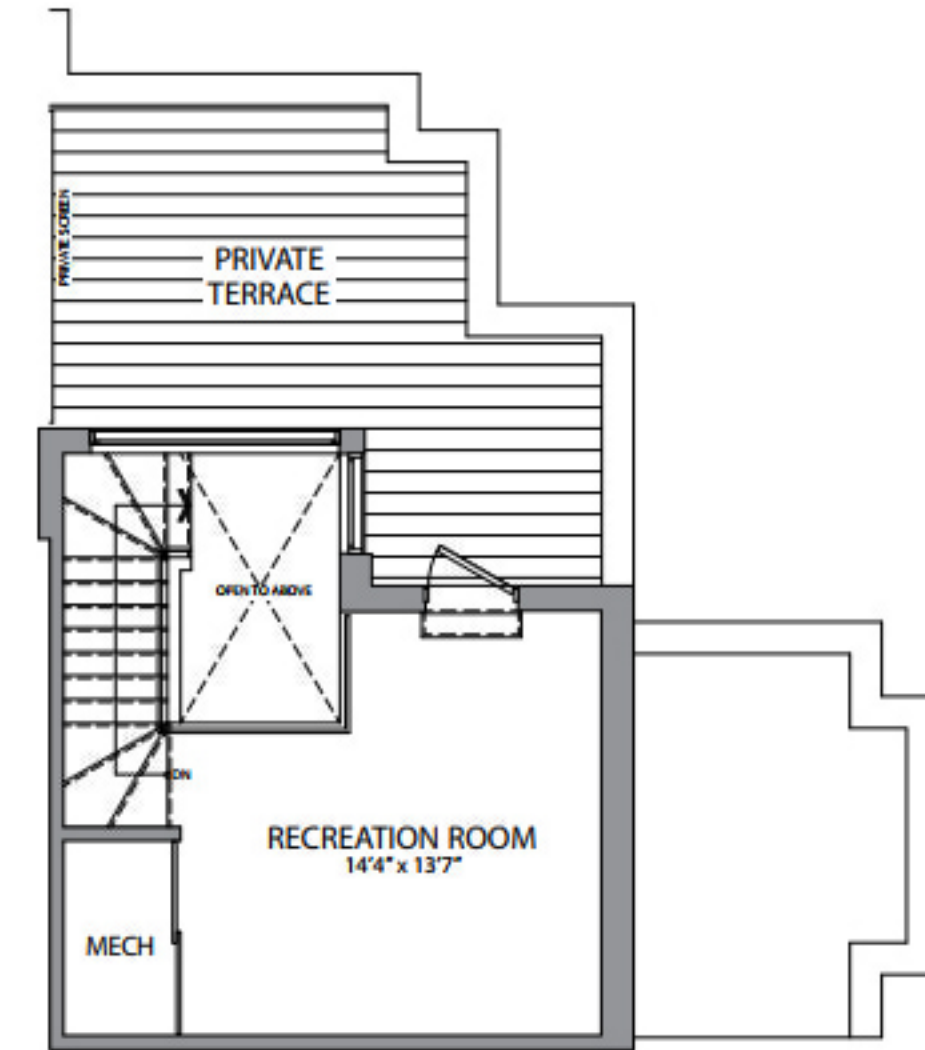 PRIVATE SCREEN
PRIVATE
TERRACE
OPEN TO ABOVE
DN
RECREATION ROOM
14'4" x 13'7"
MECH